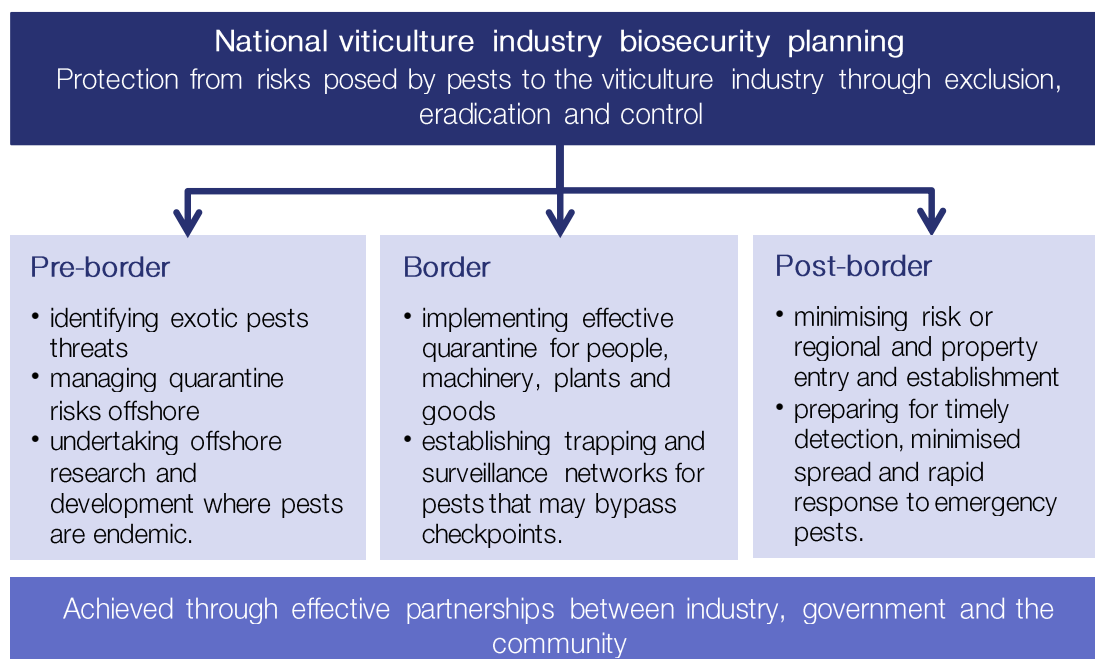 National viticulture industry biosecurity planning
Protection from risks posed by pests to the viticulture industry through exclusion,
eradication and control
Pre-border
• identifying exotic pests
threats
• managing quarantine
risks offshore
• undertaking offshore
research and
development where pests
are endemic.
Border
• implementing effective
quarantine for people,
machinery, plants and
goods
• establishing trapping and
surveillance networks for
pests that may bypass
checkpoints.
Post-border
• minimising risk or
regional and property
entry and establishment
• preparing for timely
detection, minimised
spread and rapid
response to emergency
pests.
Achieved through effective partnerships between industry, government and the
community